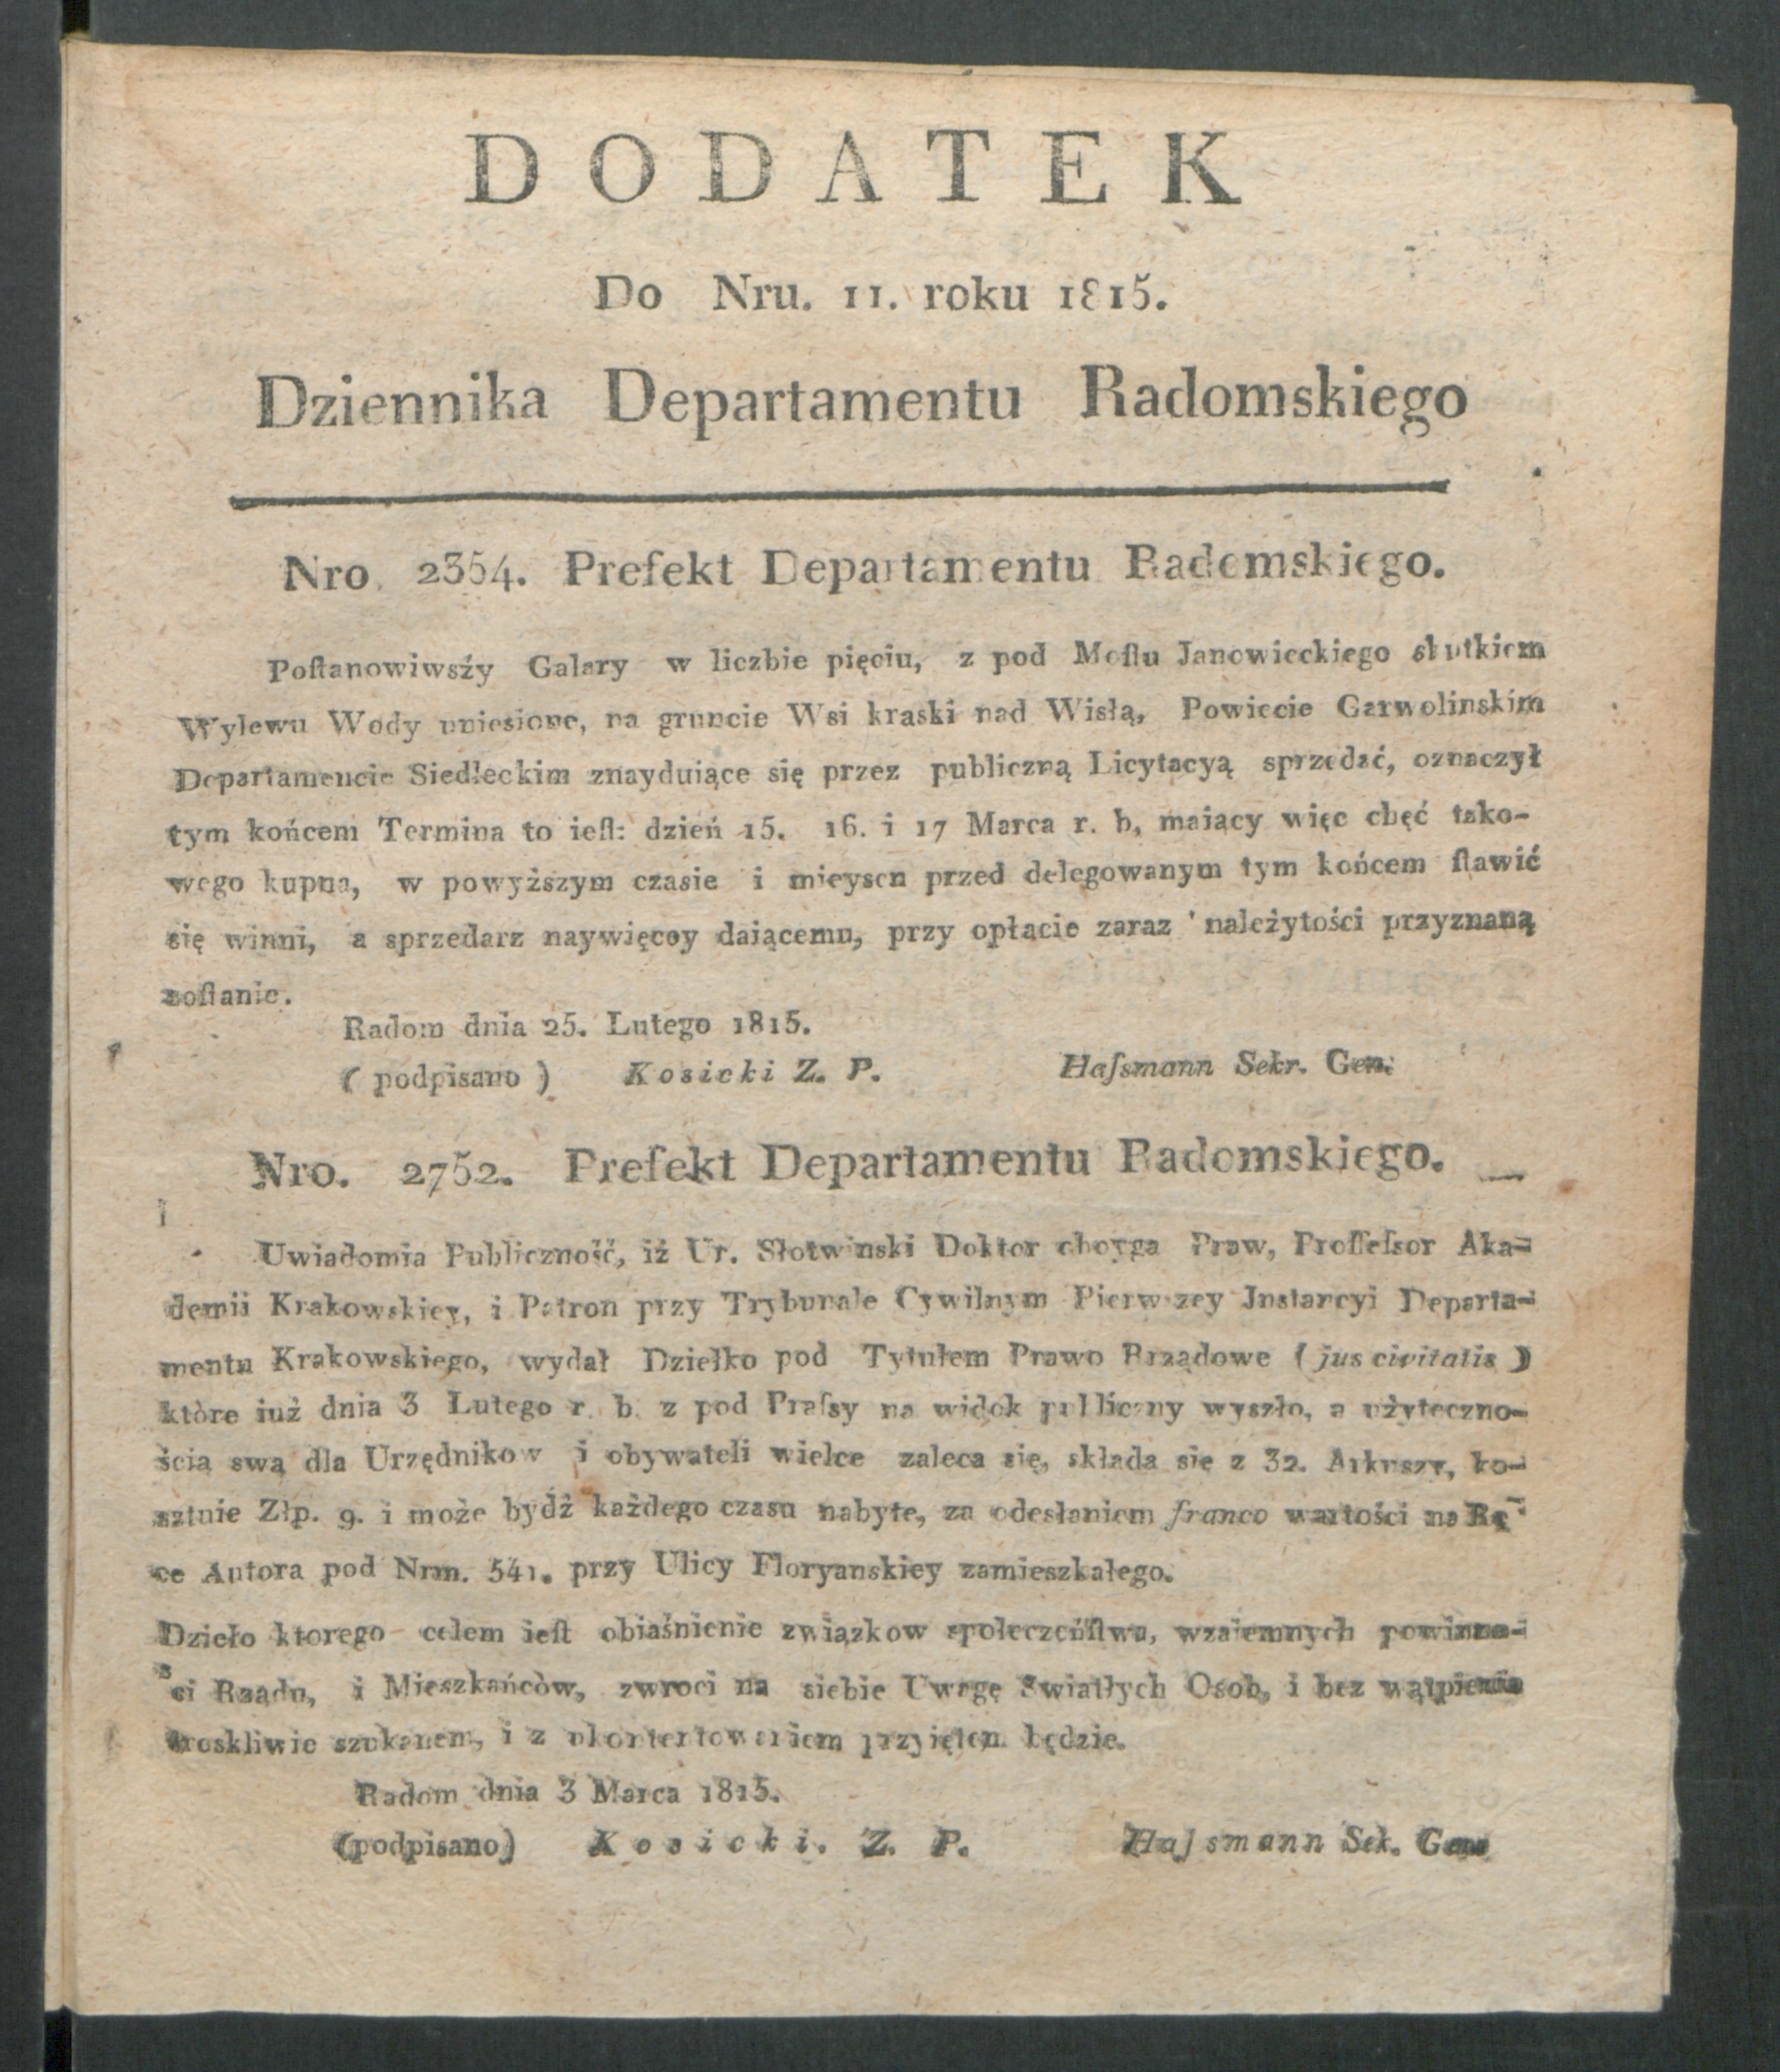 DODATEK
Do Nru. 11. roku 1815.
Dziennika Departamentu Radomskiego
Nro. 2354. Prefekt Departamentu Radomskiego.
Poſtanowiwszy Galary w liczbie pięciu, z pod Moſtu Janowieckiego skutkiem
Wylewu Wody uniesione, na gruncie Wsi kraski nad Wisłą, Powiecie Garwolinskim
Departamencie Siedleckim znayduiące się przez publiczną Licytacyą sprzedać, oznaczył
tym końcem Termina to ieſt: dzień 15. 16. i 17 Marca r. b, maiący więc chęć tako-
wego kupna, w powyższym czasie i mieyscu przed delegowanym tym końcem ſtawić
się winni, a sprzedarz naywięcey daiącemu, przy opłacie zaraz należytości przyznaną
zoſtanie.
Radom dnia 25. Lutego 1815.
( podpisano ) Kosicki Z. P. Haſsmann Sekr. Gen.
Nro. 2752. Prefekt Departamentu Radomskiego.
Uwiadomia Publiczność, iż Ur. Słotwinski Doktor oboyga Praw, Proſſeſsor Aka-
demii Krakowskiey, i Patron przy Trybunale Cywilnym Pierwszey Jnstancyi Departa-
mentu Krakowskiego, wydał Dziełko pod Tytułem Prawo Rządowe (jus civitatis)
ktòre iuż dnia 3 Lutego r. b. z pod Praſsy na widok publiczny wyszło, a użyteczno-
ścią swą dla Urzędnikow i obywateli wielce zaleca się, składa się z 32. Arkuszy, ko-
sztuie Złp. 9. i może bydź każdego czasu nabyte, za odesłaniem franco wartości na Rę-
ce Autora pod Nrm. 541. przy Ulicy Floryanskiey zamieszkałego.
Dzieło ktorego celem ieſt obiaśnienie związkow społeczeńſtwa, wzaiemnych powinno-
ści Rządu, i Mieszkańcòw, zwroci na siebie Uwagę Swiatłych Osob, i bez wątpienia
troskliwie szukanem, i z ukontentowaniem przyiętem będzie.
Radom dnia 3 Marca 1815.
(podpisano) Kosicki. Z. P. Haſsmann Sek. Gen